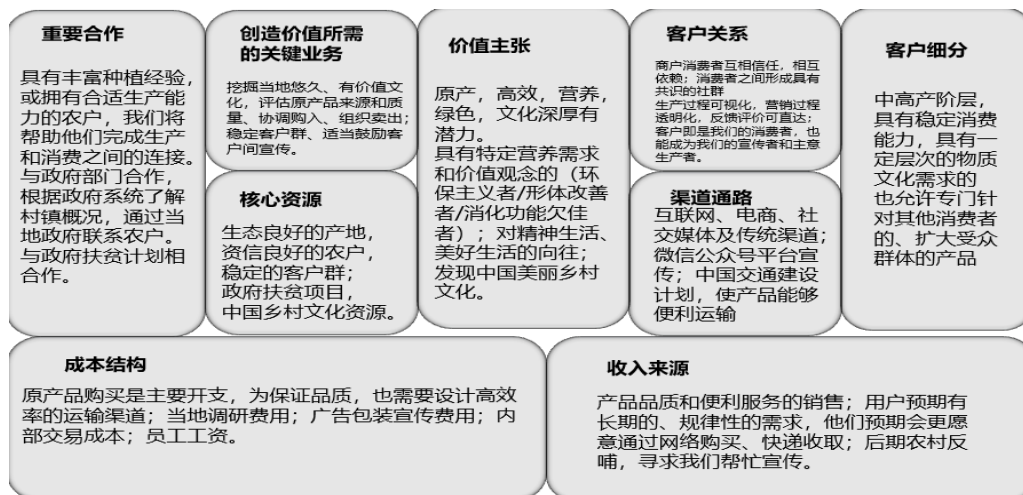 重要合作
具有丰富种植经验，
或拥有合适生产能
力的农户，我们将
帮助他们完成生产
和消费之间的连接。
与政府部门合作，
根据政府系统了解
村镇概况，通过当
地政府联系农户。
与政府扶贫计划相
合作。
创造价值所需
的关键业务
挖掘当地悠久、有价值文
化，评估原产品来源和质
量、协调购入、组织卖出；
稳定客户群、适当鼓励客
户间宣传。
核心资源
生态良好的产地，
资信良好的农户，
稳定的客户群；
政府扶贫项目，
中国乡村文化资源。
价值主张
原产，高效，营养，
绿色，文化深厚有
潜力。
具有特定营养需求
和价值观念的（环
保主义者/形体改善
者/消化功能欠佳
者）；对精神生活、
美好生活的向往；
发现中国美丽乡村
文化。
客户关系
商户消费者互相信任，相互
依赖；消费者之间形成具有
共识的社群
生产过程可视化，营销过程
透明化，反馈评价可直达；
客户即是我们的消费者，也
能成为我们的宣传者和主意
生产者。
渠道通路
互联网、电商、社
交媒体及传统渠道；
微信公众号平台宣
传；中国交通建设
计划，使产品能够
便利运输
客户细分
中高产阶层，
具有稳定消费
能力，具有一
定层次的物质
文化需求的
也允许专门针
对其他消费者
的、扩大受众
群体的产品
成本结构
原产品购买是主要开支，为保证品质，也需要设计高效
率的运输渠道；当地调研费用；广告包装宣传费用；内
部交易成本；员工工资。
收入来源
产品品质和便利服务的销售；用户预期有
长期的、规律性的需求，他们预期会更愿
意通过网络购买、快递收取；后期农村反
哺，寻求我们帮忙宣传。